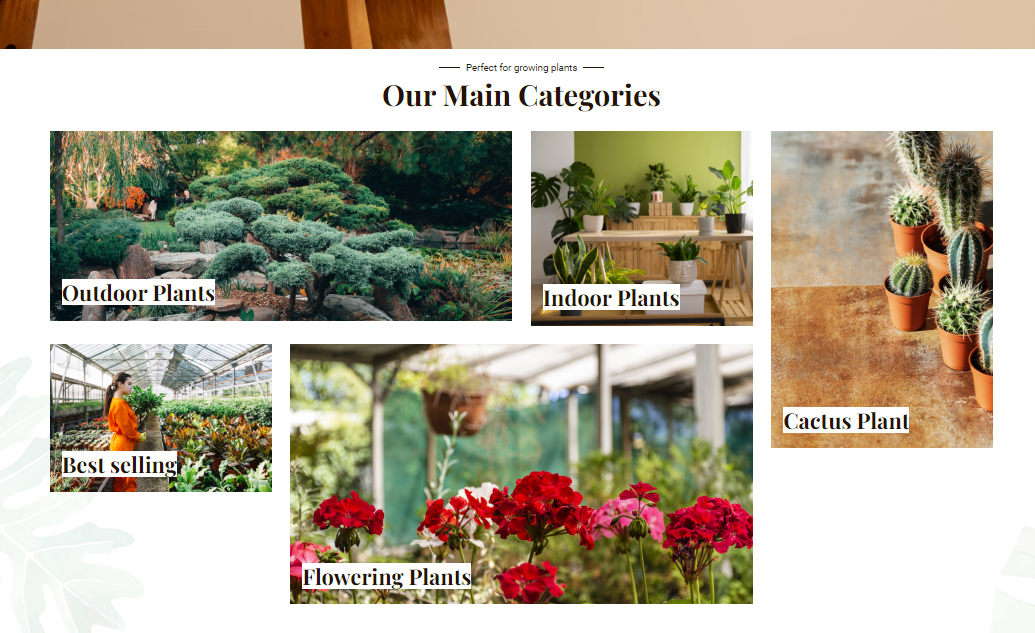 Perfect for growing plants
Our Main Categories
Outdoor Plants
Indoor Plants
Cactus Plant
Best selling
Flowering Plants